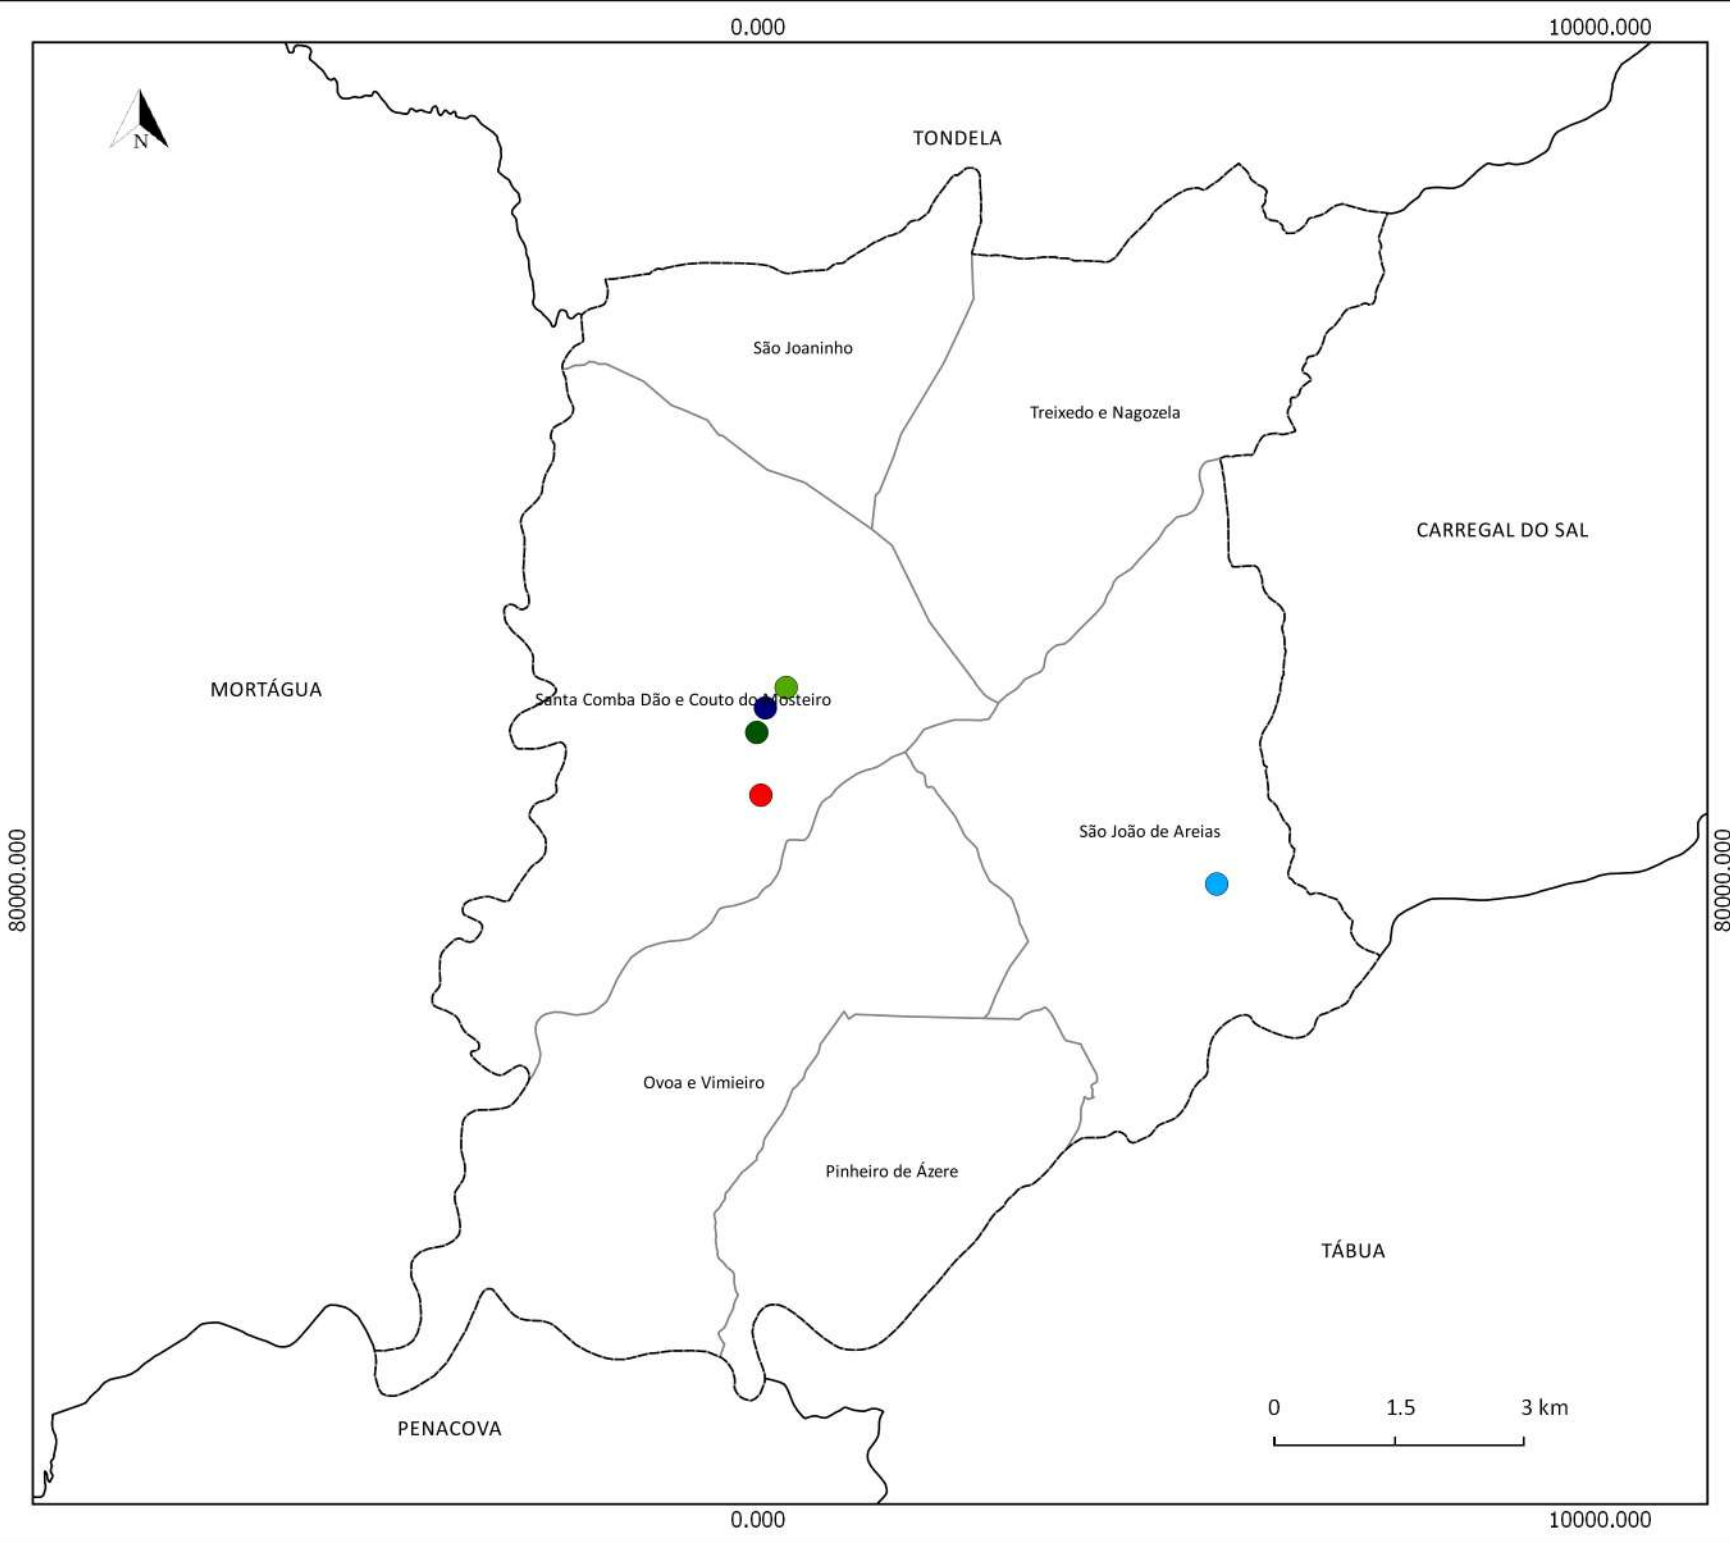 0.000 10000.000
N
TONDELA
São Joaninho
Treixedo e Nagozela
CARREGAL DO SAL
MORTÁGUA
Santa Comba Dão e Couto do Mosteiro
São João de Areias
80000.000 80000.000
Ovoa e Vimieiro
Pinheiro de Ázere
TÁBUA
PENACOVA
0 1.5 3 km
0.000 10000.000